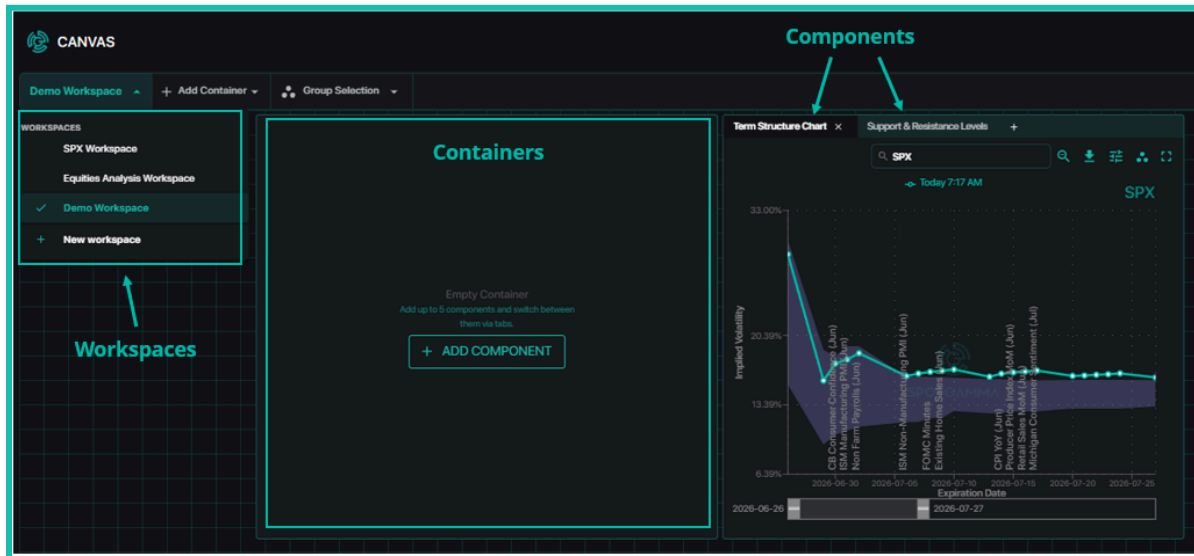 CANVAS
Components
Demo Workspace
+ Add Container
Group Selection
WORKSPACES
SPX Workspace
Equities Analysis Workspace
Demo Workspace
+ New workspace
Workspaces
Containers
Empty Container
Add up to 5 components and switch between
them via tabs.
+ ADD COMPONENT
Term Structure Chart ×
Support & Resistance Levels +
SPX
Today 7:17 AM
SPX
33.00%
20.39%
13.39%
6.39%
Implied Volatility
CB Consumer Confidence (Jun)
ISM Manufacturing PMI (Jun)
Non Farm Payrolls (Jun)
ISM Non-Manufacturing PMI (Jun)
FOMC Minutes
Existing Home Sales (Jun)
CPI YoY (Jun)
Producer Price Index MoM (Jun)
Retail Sales MoM (Jun)
Michigan Consumer Sentiment (Jul)
SPOTGAMMA
2026-06-30 2026-07-05 2026-07-10 2026-07-15 2026-07-20 2026-07-25
Expiration Date
2026-06-26 2026-07-27